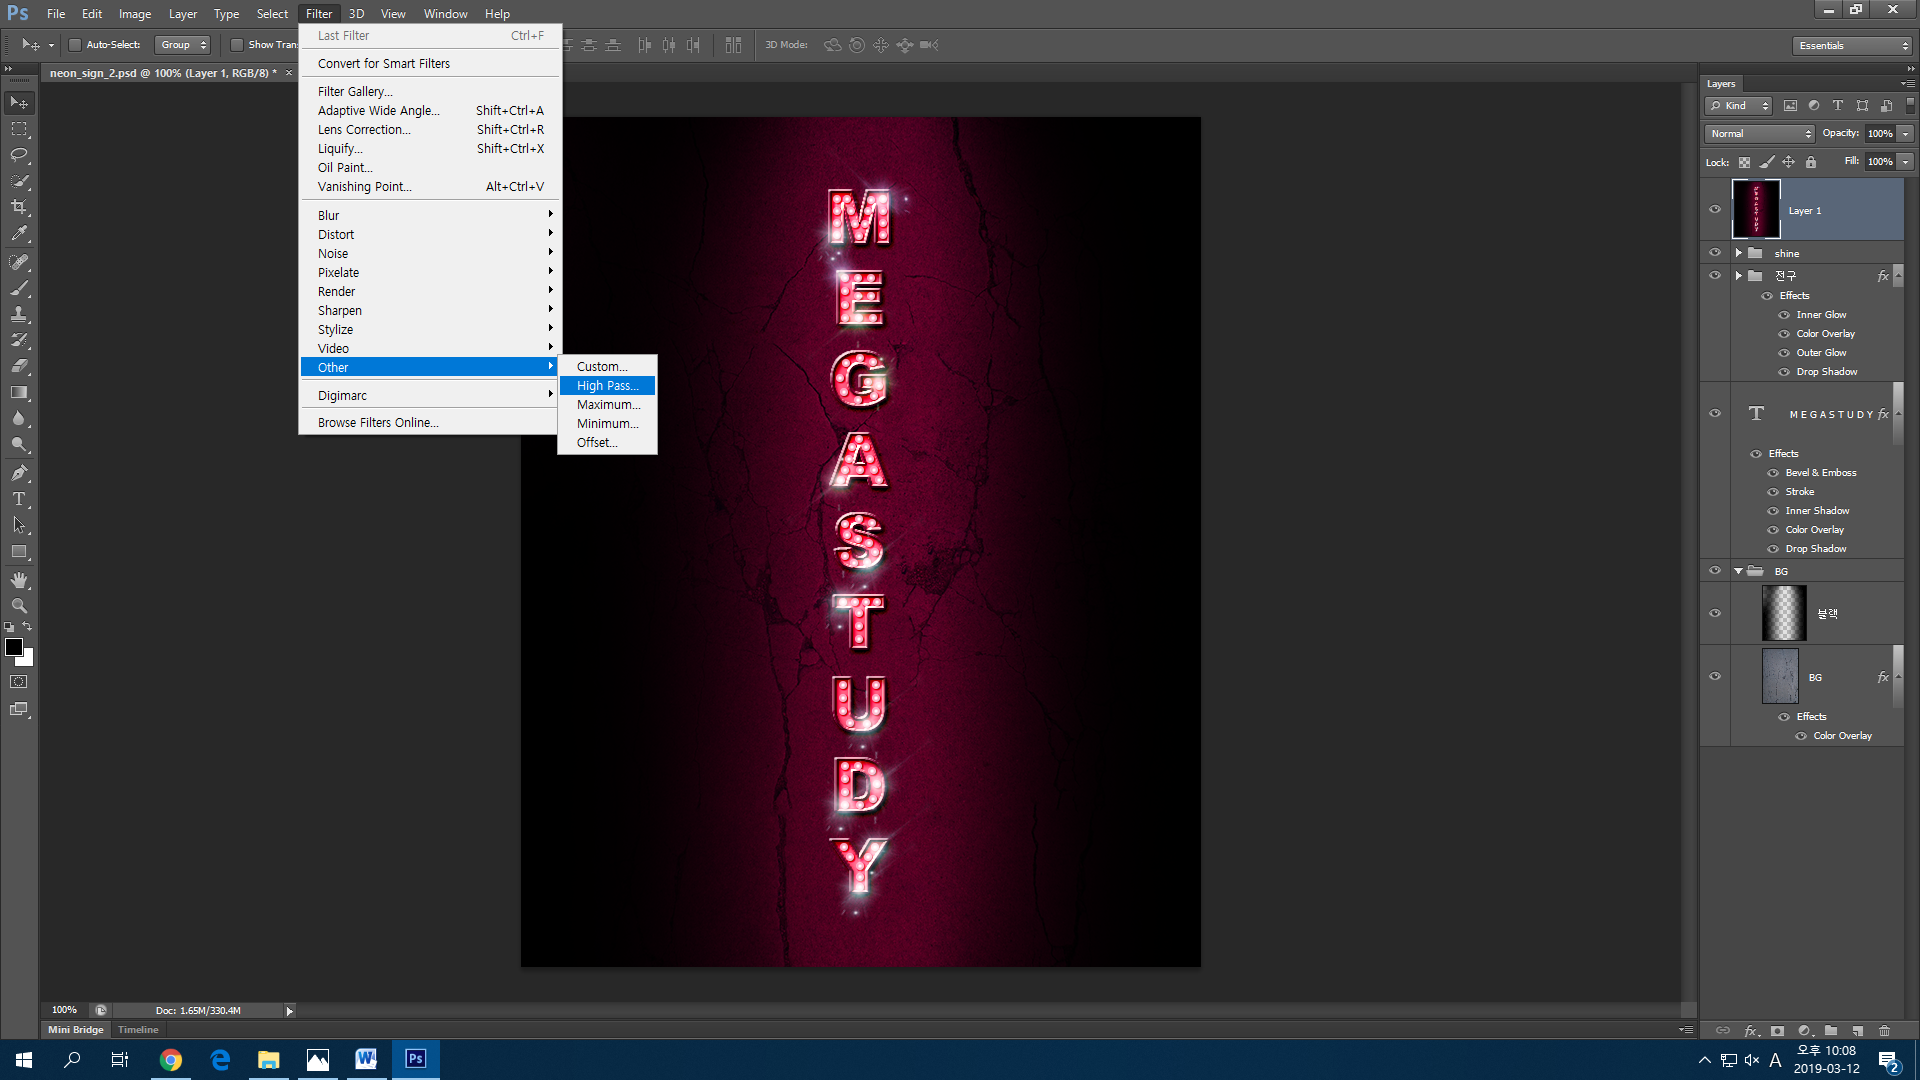 Ps File Edit Image Layer Type Select Filter 3D View Window Help
Auto-Select: Group Show Tran 3D Mode: Essentials
neon_sign_2.psd @ 100% (Layer 1, RGB/8) * ×
Last Filter Ctrl+F
Convert for Smart Filters
Filter Gallery...
Adaptive Wide Angle... Shift+Ctrl+A
Lens Correction... Shift+Ctrl+R
Liquify... Shift+Ctrl+X
Oil Paint...
Vanishing Point... Alt+Ctrl+V
Blur
Distort
Noise
Pixelate
Render
Sharpen
Stylize
Video
Other
Digimarc
Browse Filters Online...
Custom...
High Pass...
Maximum...
Minimum...
Offset...
M
E
G
A
S
T
U
D
Y
Layers
Kind
Normal Opacity: 100%
Lock: Fill: 100%
Layer 1
shine
전구 fx
Effects
Inner Glow
Color Overlay
Outer Glow
Drop Shadow
T M E G A S T U D Y fx
Effects
Bevel & Emboss
Stroke
Inner Shadow
Color Overlay
Drop Shadow
BG
블랙
BG fx
Effects
Color Overlay
100% Doc: 1.65M/330.4M
Mini Bridge Timeline
A 오후 10:08
2019-03-12
2